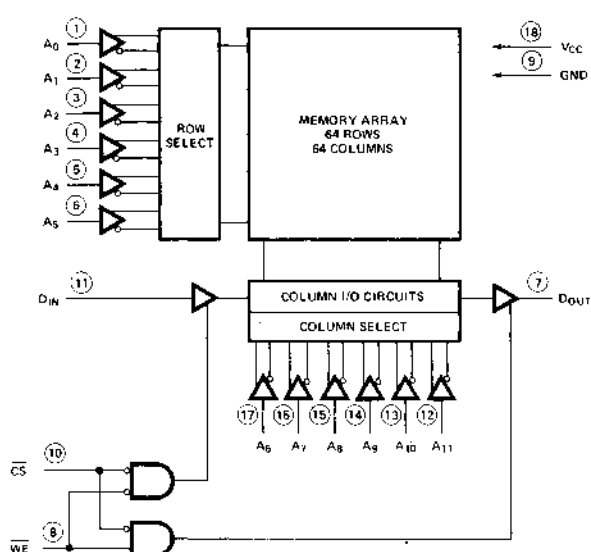 ① ⑱
A0 VCC
② ⑨
A1 GND
③
A2
④
A3
⑤
A4
⑥
A5
ROW
SELECT
MEMORY ARRAY
64 ROWS
64 COLUMNS
⑪ ⑦
DIN DOUT
COLUMN I/O CIRCUITS
COLUMN SELECT
⑰ ⑯ ⑮ ⑭ ⑬ ⑫
A6 A7 A8 A9 A10 A11
⑩
CS
⑧
WE